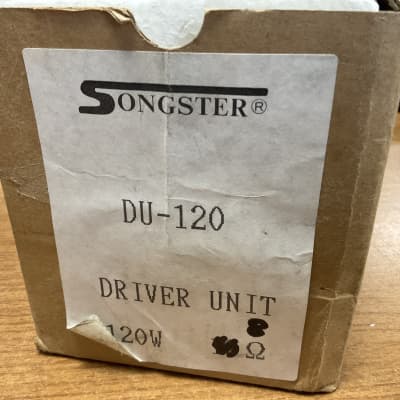 SONGSTER®
DU-120
DRIVER UNIT
120W 8 Ω